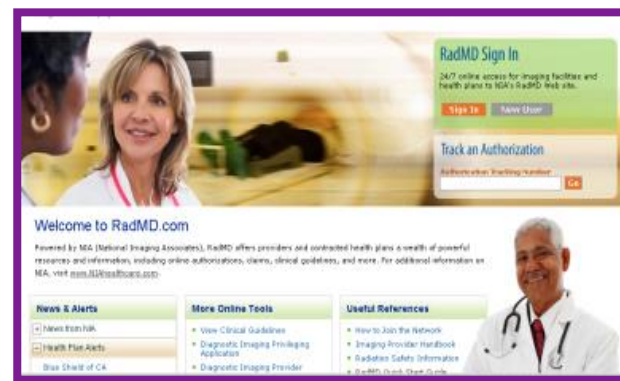 RadMD Sign In
24/7 online access for imaging facilities and
health plans to NIA's RadMD Web site.
Sign In New User
Track an Authorization
Authorization Tracking Number
Go
Welcome to RadMD.com
Powered by NIA (National Imaging Associates), RadMD offers providers and contracted health plans a wealth of powerful
resources and information, including online authorizations, claims, clinical guidelines, and more. For additional information on
NIA, visit www.NIAhealthcare.com.
News & Alerts
News from NIA
Health Plan Alerts
Blue Shield of CA
More Online Tools
View Clinical Guidelines
Diagnostic Imaging Privileging
Application
Diagnostic Imaging Provider
Useful References
How to Join the Network
Imaging Provider Handbook
Radiation Safety Information
RadMD Quick Start Guide